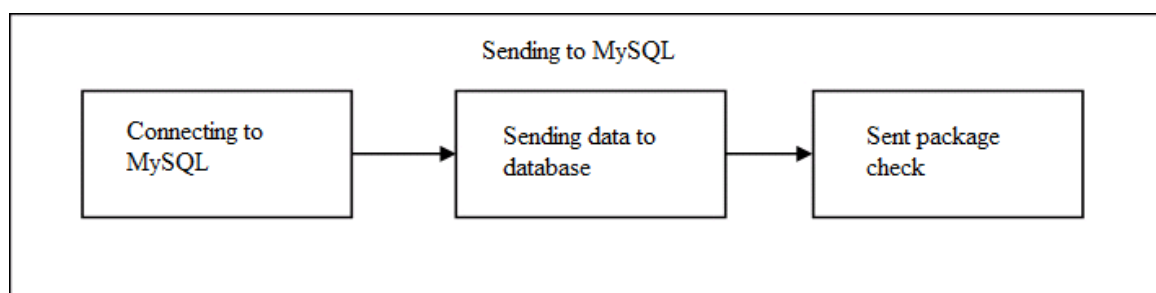 Sending to MySQL
Connecting to
MySQL
Sending data to
database
Sent package
check